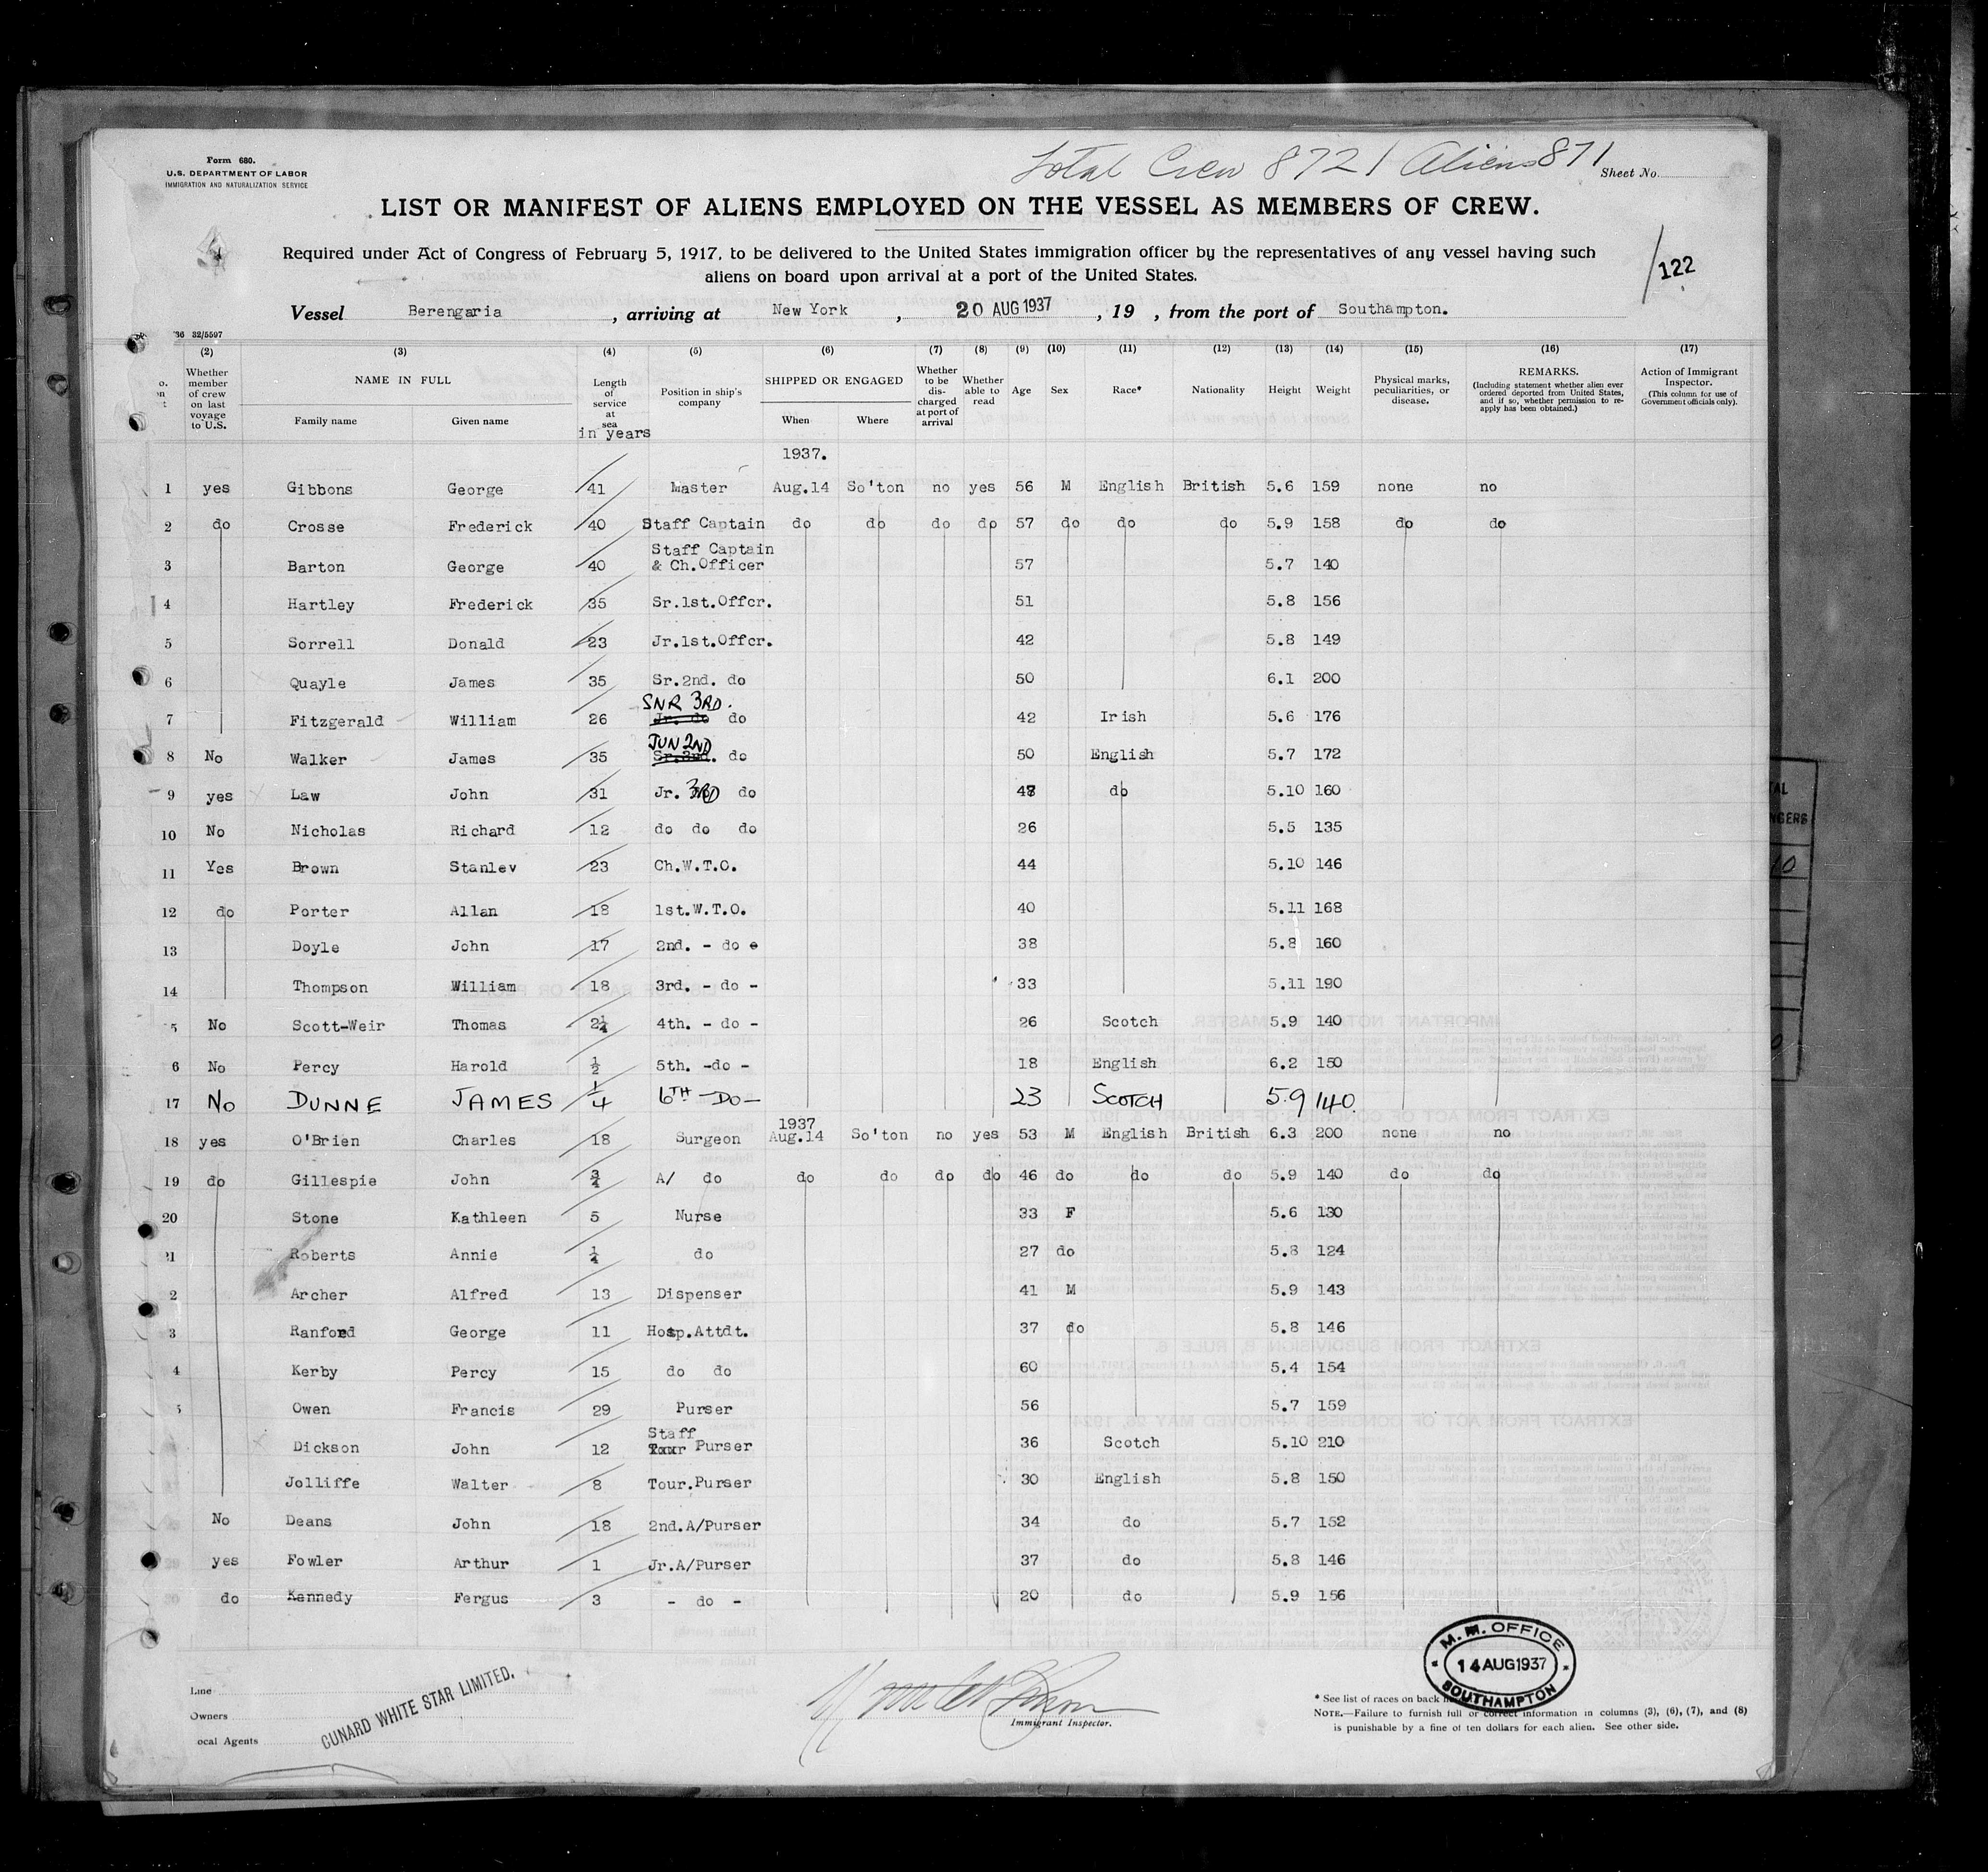 Total Crew 872 / Aliens 871
Form 680.
U.S. DEPARTMENT OF LABOR
IMMIGRATION AND NATURALIZATION SERVICE
Sheet No.
LIST OR MANIFEST OF ALIENS EMPLOYED ON THE VESSEL AS MEMBERS OF CREW.
Required under Act of Congress of February 5, 1917, to be delivered to the United States immigration officer by the representatives of any vessel having such
aliens on board upon arrival at a port of the United States.
122
Vessel Berengaria, arriving at New York, 20 AUG 1937, 19 , from the port of Southampton.
36 32/5597
(2) (3) (4) (5) (6) (7) (8) (9) (10) (11) (12) (13) (14) (15) (16) (17)
Whether member of crew on last voyage to U.S.
NAME IN FULL
Family name Given name
Length of service at sea
in years
Position in ship's company
SHIPPED OR ENGAGED
When Where
Whether to be discharged at port of arrival
Whether able to read
Age Sex Race* Nationality Height Weight
Physical marks, peculiarities, or disease.
REMARKS.
(Including statement whether alien ever ordered deported from United States, and if so, whether permission to re-apply has been obtained.)
Action of Immigrant Inspector.
(This column for use of Government officials only).
1937.
1 yes Gibbons George 41 Master Aug.14 So'ton no yes 56 M English British 5.6 159 none no
2 do Crosse Frederick 40 Staff Captain do do do do 57 do do do 5.9 158 do do
3 Barton George 40 Staff Captain & Ch.Officer 57 5.7 140
4 Hartley Frederick 35 Sr.1st.Offcr. 51 5.8 156
5 Sorrell Donald 23 Jr.1st.Offcr. 42 5.8 149
6 Quayle James 35 Sr.2nd. do 50 6.1 200
7 Fitzgerald William 26 SNR 3RD. Jr. do do 42 Irish 5.6 176
8 No Walker James 35 JUN 2ND Sr.2nd. do 50 English 5.7 172
9 yes Law John 31 Jr. 3RD do 47 do 5.10 160
10 No Nicholas Richard 12 do do do 26 5.5 135
11 Yes Brown Stanley 23 Ch.W.T.O. 44 5.10 146
12 do Porter Allan 18 1st.W.T.O. 40 5.11 168
13 Doyle John 17 2nd. - do - 38 5.8 160
14 Thompson William 18 3rd. - do - 33 5.11 190
5 No Scott-Weir Thomas 2¼ 4th. - do - 26 Scotch 5.9 140
6 No Percy Harold ½ 5th. -do - 18 English 6.2 150
17 No DUNNE JAMES 1/4 6TH -DO- 23 SCOTCH 5.9 140.
1937
18 yes O'Brien Charles 18 Surgeon Aug.14 So'ton no yes 53 M English British 6.3 200 none no
19 do Gillespie John ¾ A/ do do do do do 46 do do do 5.9 140 do do
20 Stone Kathleen 5 Nurse 33 F 5.6 130
21 Roberts Annie ¼ do 27 do 5.8 124
2 Archer Alfred 13 Dispenser 41 M 5.9 143
3 Ranford George 11 Hosp.Attdt. 37 do 5.8 146
4 Kerby Percy 15 do do 60 5.4 154
5 Owen Francis 29 Purser 56 5.7 159
Dickson John 12 Staff Purser 36 Scotch 5.10 210
Jolliffe Walter 8 Tour.Purser 30 English 5.8 150
No Deans John 18 2nd.A/Purser 34 do 5.7 152
yes Fowler Arthur 1 Jr.A/Purser 37 do 5.8 146
do Kennedy Fergus 3 - do - 20 do 5.9 156
Line
Owners
ocal Agents
CUNARD WHITE STAR LIMITED.
Immigrant Inspector.
M.M. OFFICE
14 AUG 1937
SOUTHAMPTON
* See list of races on back
NOTE.—Failure to furnish full or correct information in columns (3), (6), (7), and (8)
is punishable by a fine of ten dollars for each alien. See other side.